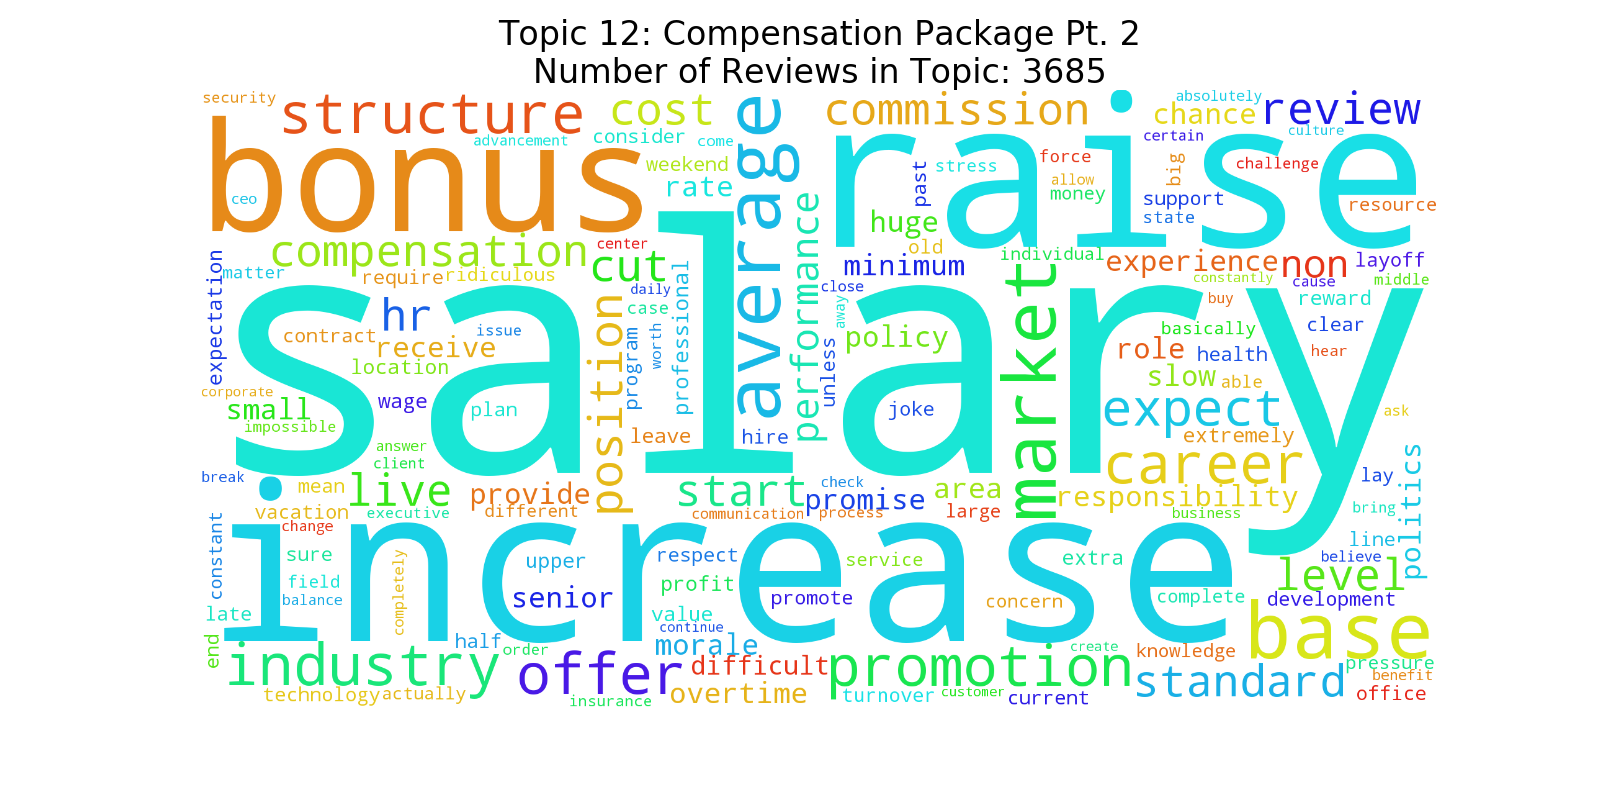 Topic 12: Compensation Package Pt. 2
Number of Reviews in Topic: 3685
security
structure
cost
average
commission
raise
absolutely
chance
review
bonus
advancement
consider
come
certain
culture
weekend
rate
past
stress
force
big
challenge
allow
money
support
state
resource
ceo
huge
old
performance
compensation
center
cut
minimum
individual
market
experience
non
layoff
expectation
matter
require
ridiculous
professional
daily
close
constantly
cause
middle
salary
hr
position
case
away
buy
reward
contract
issue
program
worth
unless
policy
basically
clear
receive
role
health
hear
location
slow
able
corporate
small
wage
plan
joke
expect
ask
impossible
leave
hire
extremely
answer
client
career
politics
break
mean
live
provide
start
check
promise
area
responsibility
lay
vacation
executive
different
communication
process
large
business
bring
constant
change
increase
line
sure
completely
upper
respect
service
extra
believe
field
profit
level
balance
senior
promote
concern
complete
development
late
value
continue
base
end
half
order
morale
create
knowledge
industry
offer
difficult
promotion
standard
pressure
benefit
technology
actually
insurance
overtime
turnover
customer
current
office